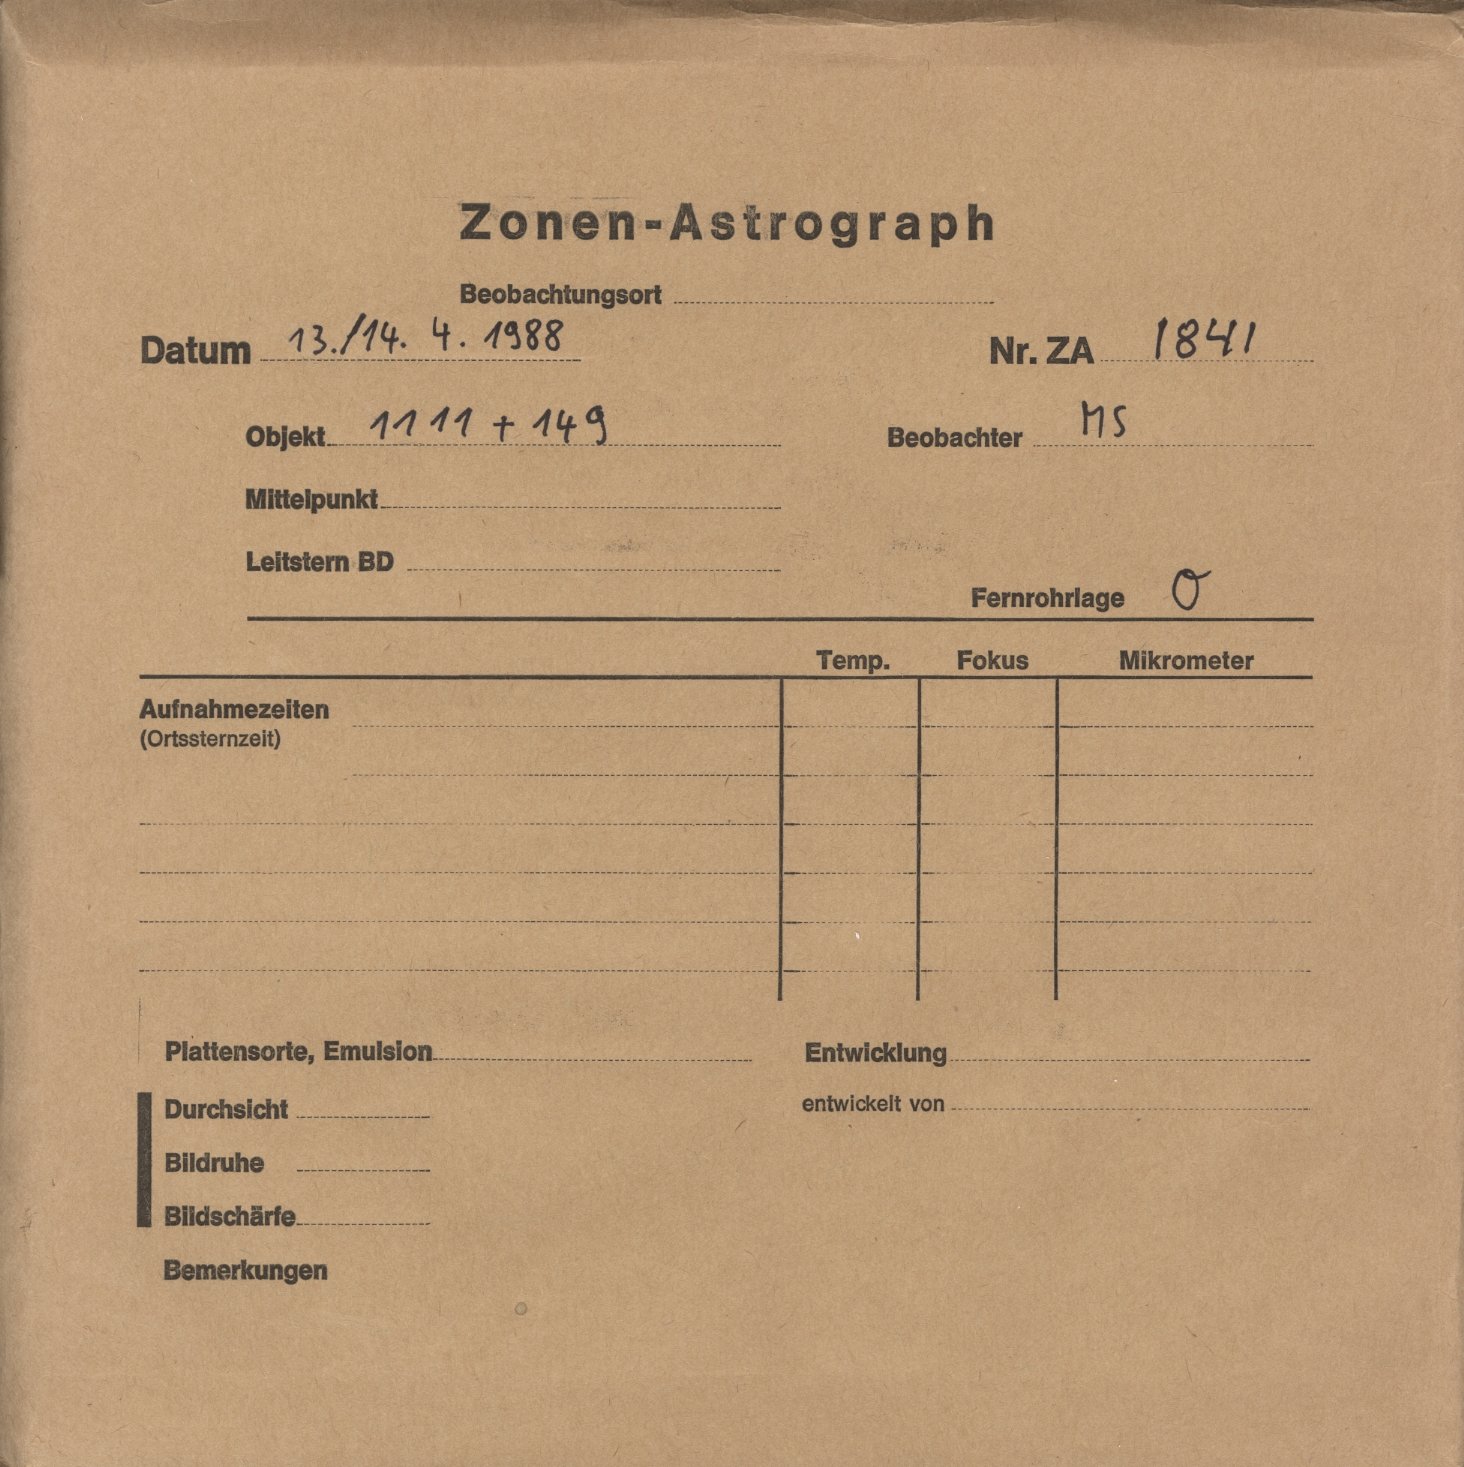 Zonen-Astrograph
Beobachtungsort
Datum 13./14. 4. 1988 Nr. ZA 1841
Objekt 1111 + 149 Beobachter MS
Mittelpunkt
Leitstern BD
Fernrohrlage O
Temp. Fokus Mikrometer
Aufnahmezeiten
(Ortssternzeit)
Plattensorte, Emulsion Entwicklung
Durchsicht entwickelt von
Bildruhe
Bildschärfe
Bemerkungen